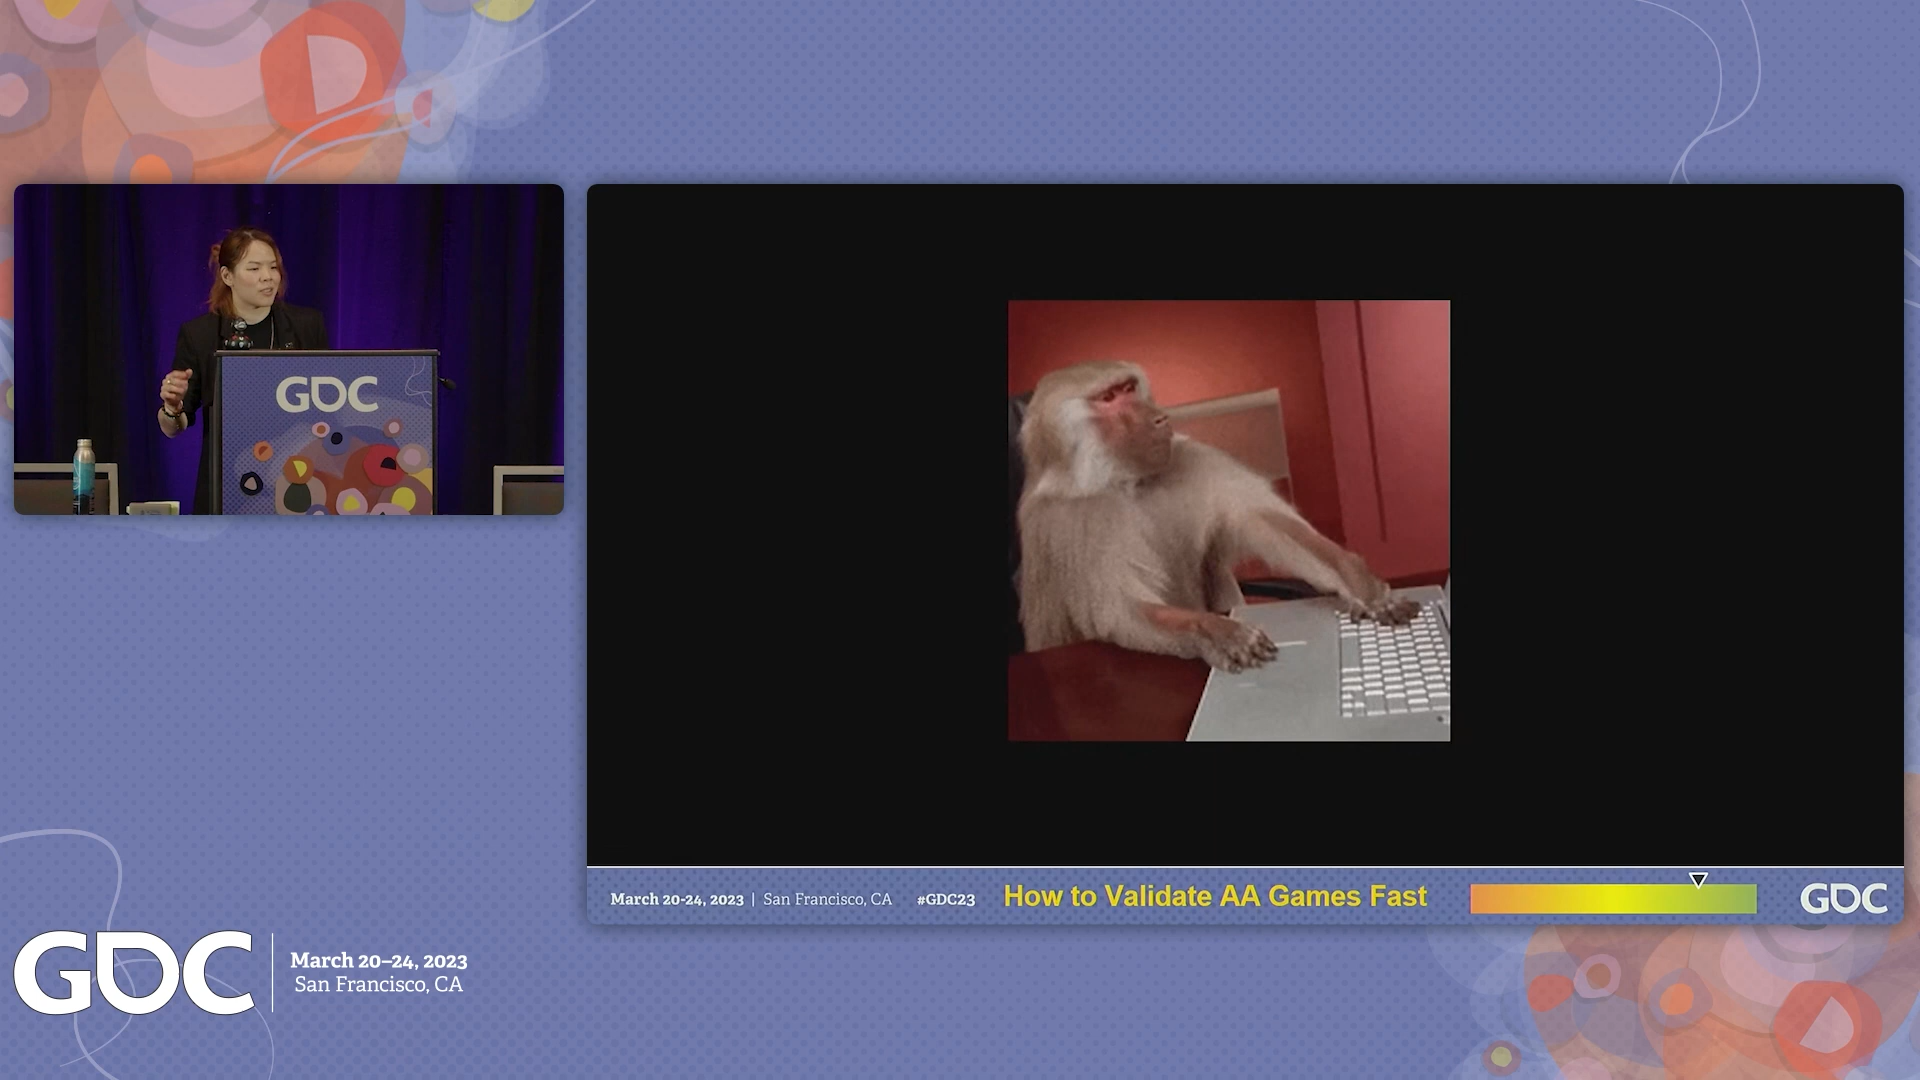 GDC
March 20-24, 2023 | San Francisco, CA #GDC23 How to Validate AA Games Fast GDC
GDC
March 20–24, 2023
San Francisco, CA